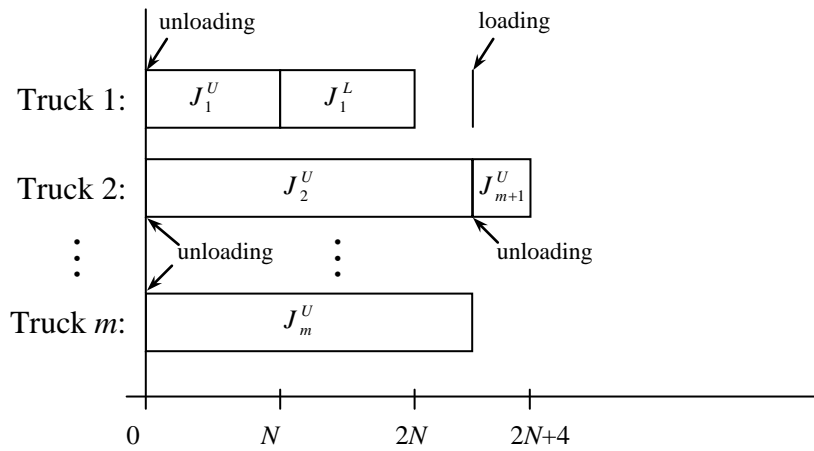 unloading
loading
Truck 1:
J_1^U
J_1^L
Truck 2:
J_2^U
J_{m+1}^U
unloading
unloading
Truck m:
J_m^U
0
N
2N
2N+4